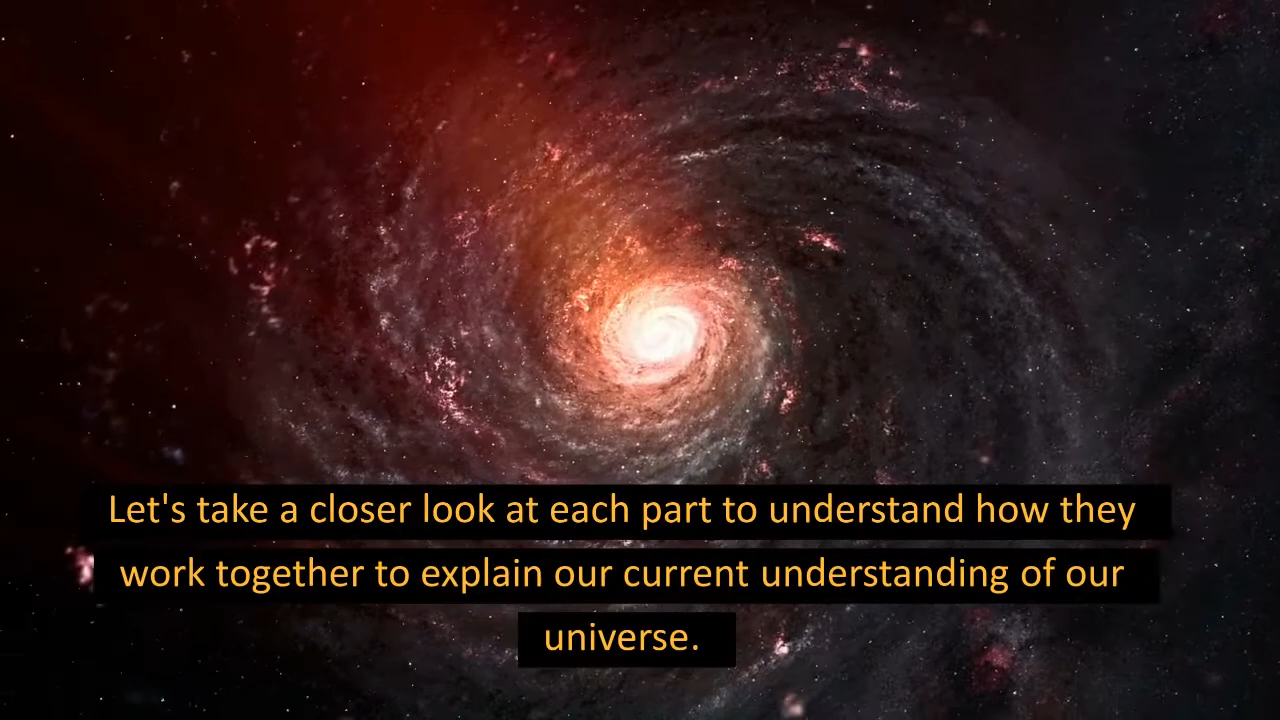 Let's take a closer look at each part to understand how they
work together to explain our current understanding of our
universe.